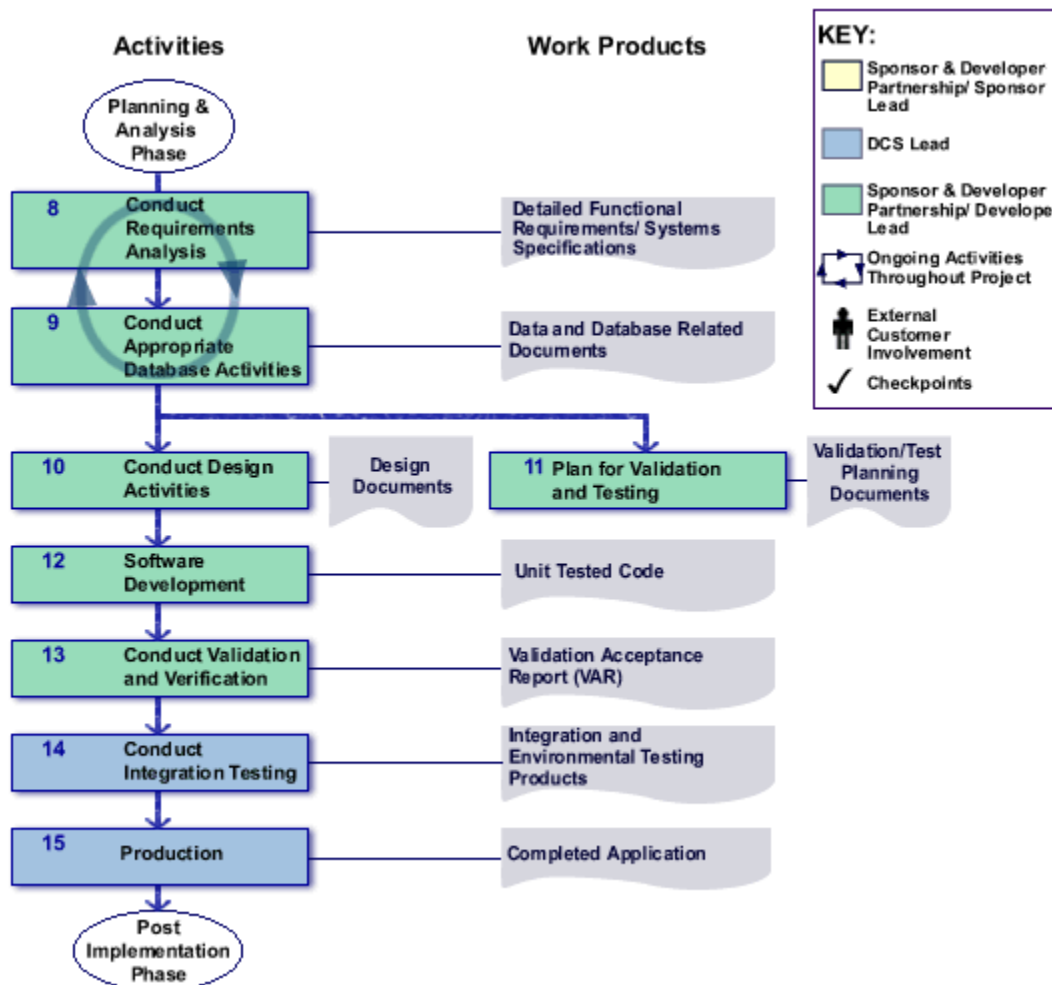 Activities
Work Products
Planning &
Analysis
Phase
8
Conduct
Requirements
Analysis
Detailed Functional
Requirements/ Systems
Specifications
9
Conduct
Appropriate
Database Activities
Data and Database Related
Documents
10
Conduct Design
Activities
Design
Documents
11
Plan for Validation
and Testing
Validation/Test
Planning
Documents
12
Software
Development
Unit Tested Code
13
Conduct Validation
and Verification
Validation Acceptance
Report (VAR)
14
Conduct
Integration Testing
Integration and
Environmental Testing
Products
15
Production
Completed Application
Post
Implementation
Phase
KEY:
Sponsor & Developer
Partnership/ Sponsor
Lead
DCS Lead
Sponsor & Developer
Partnership/ Develope
Lead
Ongoing Activities
Throughout Project
External
Customer
Involvement
Checkpoints